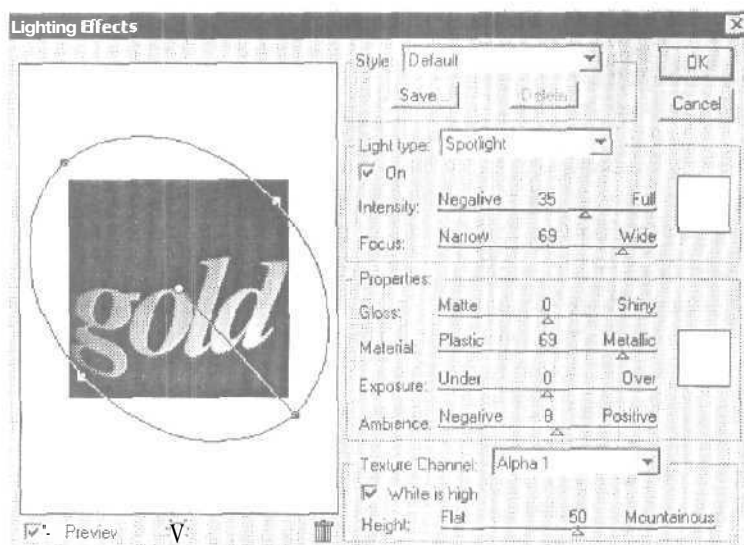 Lighting Effects
Style: Default
OK
Save...
Delete
Cancel
Light type: Spotlight
On
Intensity: Negative 35 Full
Focus: Narrow 69 Wide
Properties:
Gloss: Matte 0 Shiny
Material: Plastic 69 Metallic
Exposure: Under 0 Over
Ambience: Negative 8 Positive
gold
Texture Channel: Alpha 1
White is high
Height: Flat 50 Mountainous
Preview